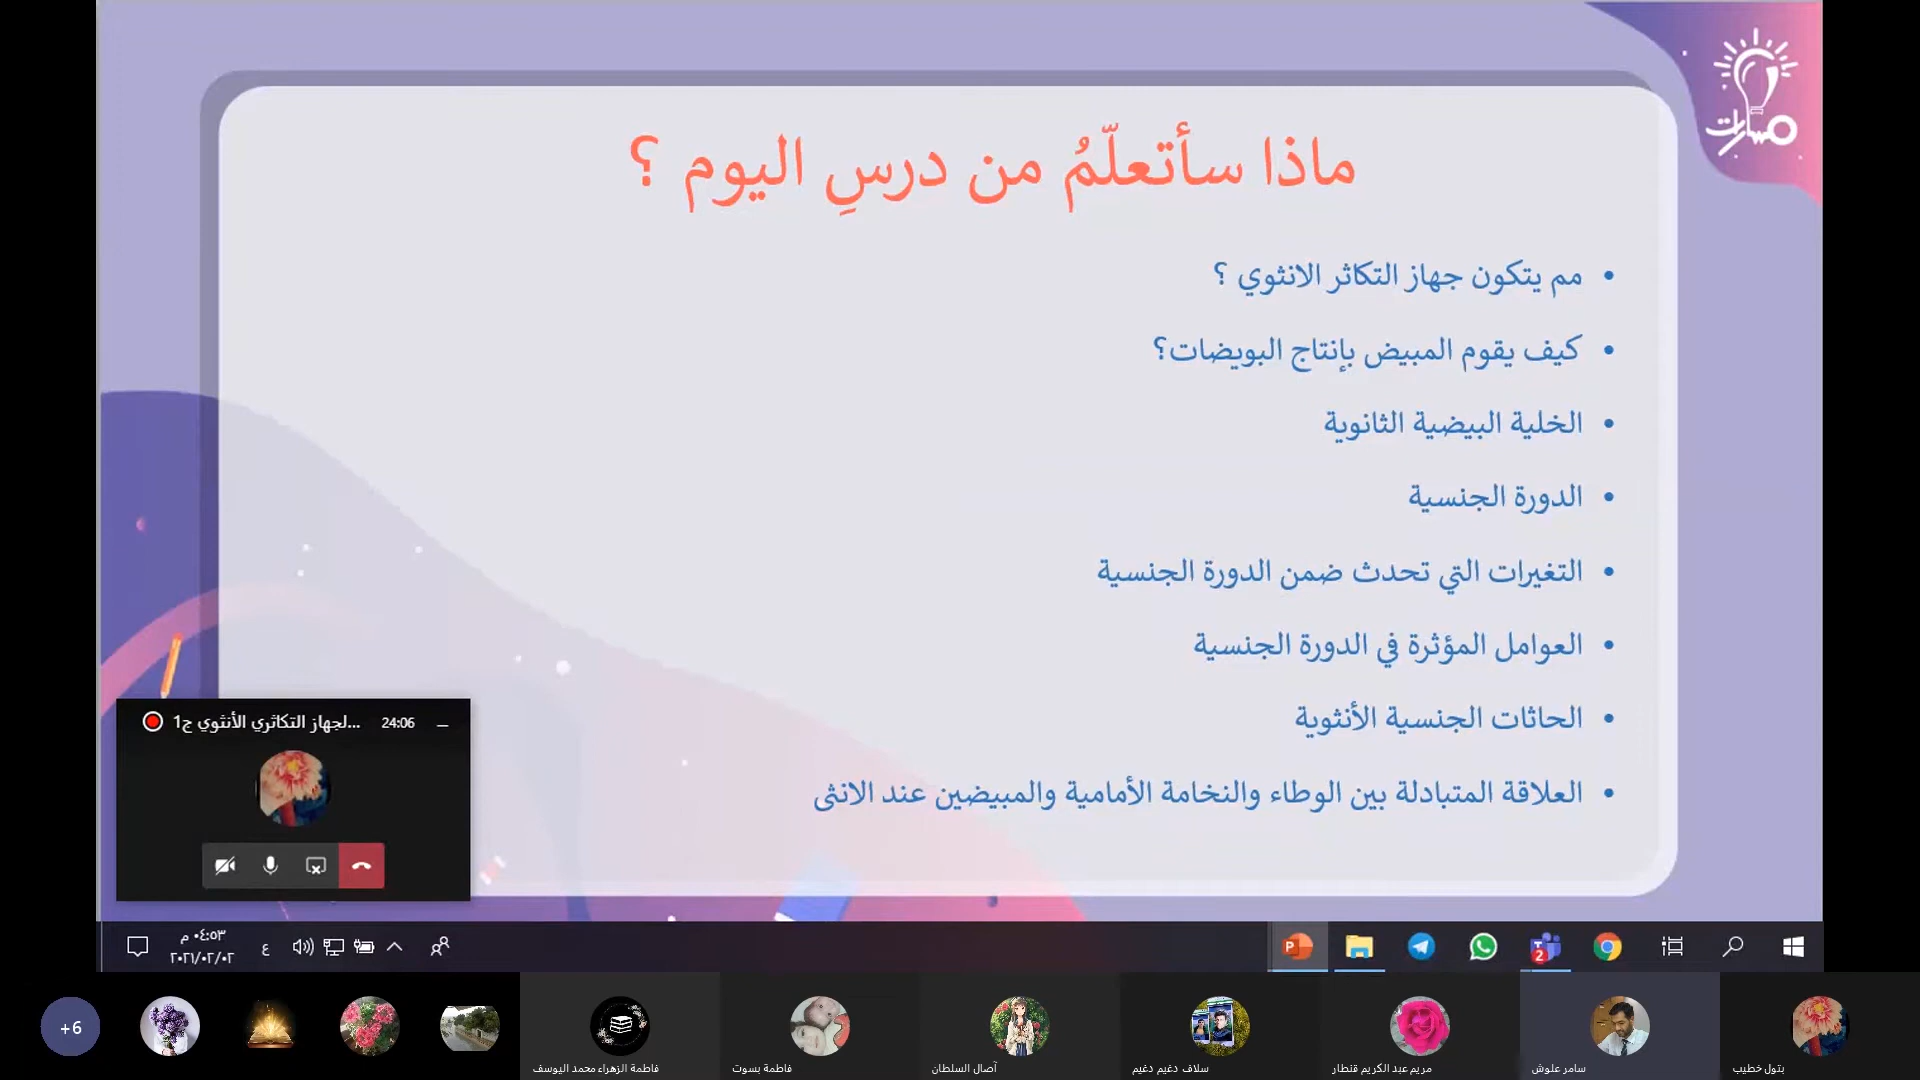 مسارات
ماذا سأتعلّمُ من درسِ اليوم ؟
• مم يتكون جهاز التكاثر الانثوي ؟
• كيف يقوم المبيض بإنتاج البويضات؟
• الخلية البيضية الثانوية
• الدورة الجنسية
• التغيرات التي تحدث ضمن الدورة الجنسية
• العوامل المؤثرة في الدورة الجنسية
• الحاثات الجنسية الأنثوية
• العلاقة المتبادلة بين الوطاء والنخامة الأمامية والمبيضين عند الانثى
...لجهاز التكاثري الأنثوي ج1 24:06
٠٤:٥٣ م
ع
٢٠٢١/٠٢/٠٢
+6
فاطمة الزهراء محمد اليوسف
فاطمة بسوت
آصال السلطان
سلاف دغيم دغيم
مريم عبد الكريم قنطار
سامر علوش
بتول خطيب